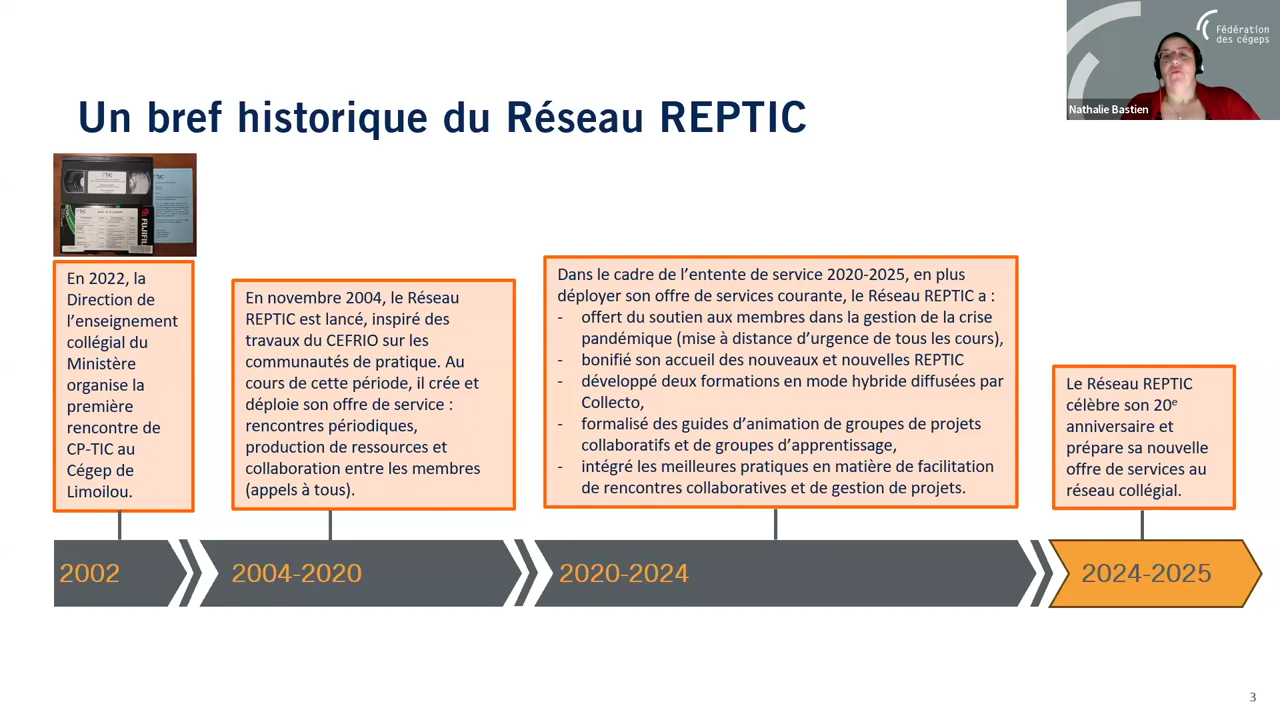 Fédération
des cégeps
Nathalie Bastien
Un bref historique du Réseau REPTIC
TIC
TIC
FUJIFIL
En 2022, la
Direction de
l’enseignement
collégial du
Ministère
organise la
première
rencontre de
CP-TIC au
Cégep de
Limoilou.
En novembre 2004, le Réseau
REPTIC est lancé, inspiré des
travaux du CEFRIO sur les
communautés de pratique. Au
cours de cette période, il crée et
déploie son offre de service :
rencontres périodiques,
production de ressources et
collaboration entre les membres
(appels à tous).
Dans le cadre de l’entente de service 2020-2025, en plus
déployer son offre de services courante, le Réseau REPTIC a :
- offert du soutien aux membres dans la gestion de la crise
pandémique (mise à distance d’urgence de tous les cours),
- bonifié son accueil des nouveaux et nouvelles REPTIC
- développé deux formations en mode hybride diffusées par
Collecto,
- formalisé des guides d’animation de groupes de projets
collaboratifs et de groupes d’apprentissage,
- intégré les meilleures pratiques en matière de facilitation
de rencontres collaboratives et de gestion de projets.
Le Réseau REPTIC
célèbre son 20e
anniversaire et
prépare sa nouvelle
offre de services au
réseau collégial.
2002
2004-2020
2020-2024
2024-2025
3